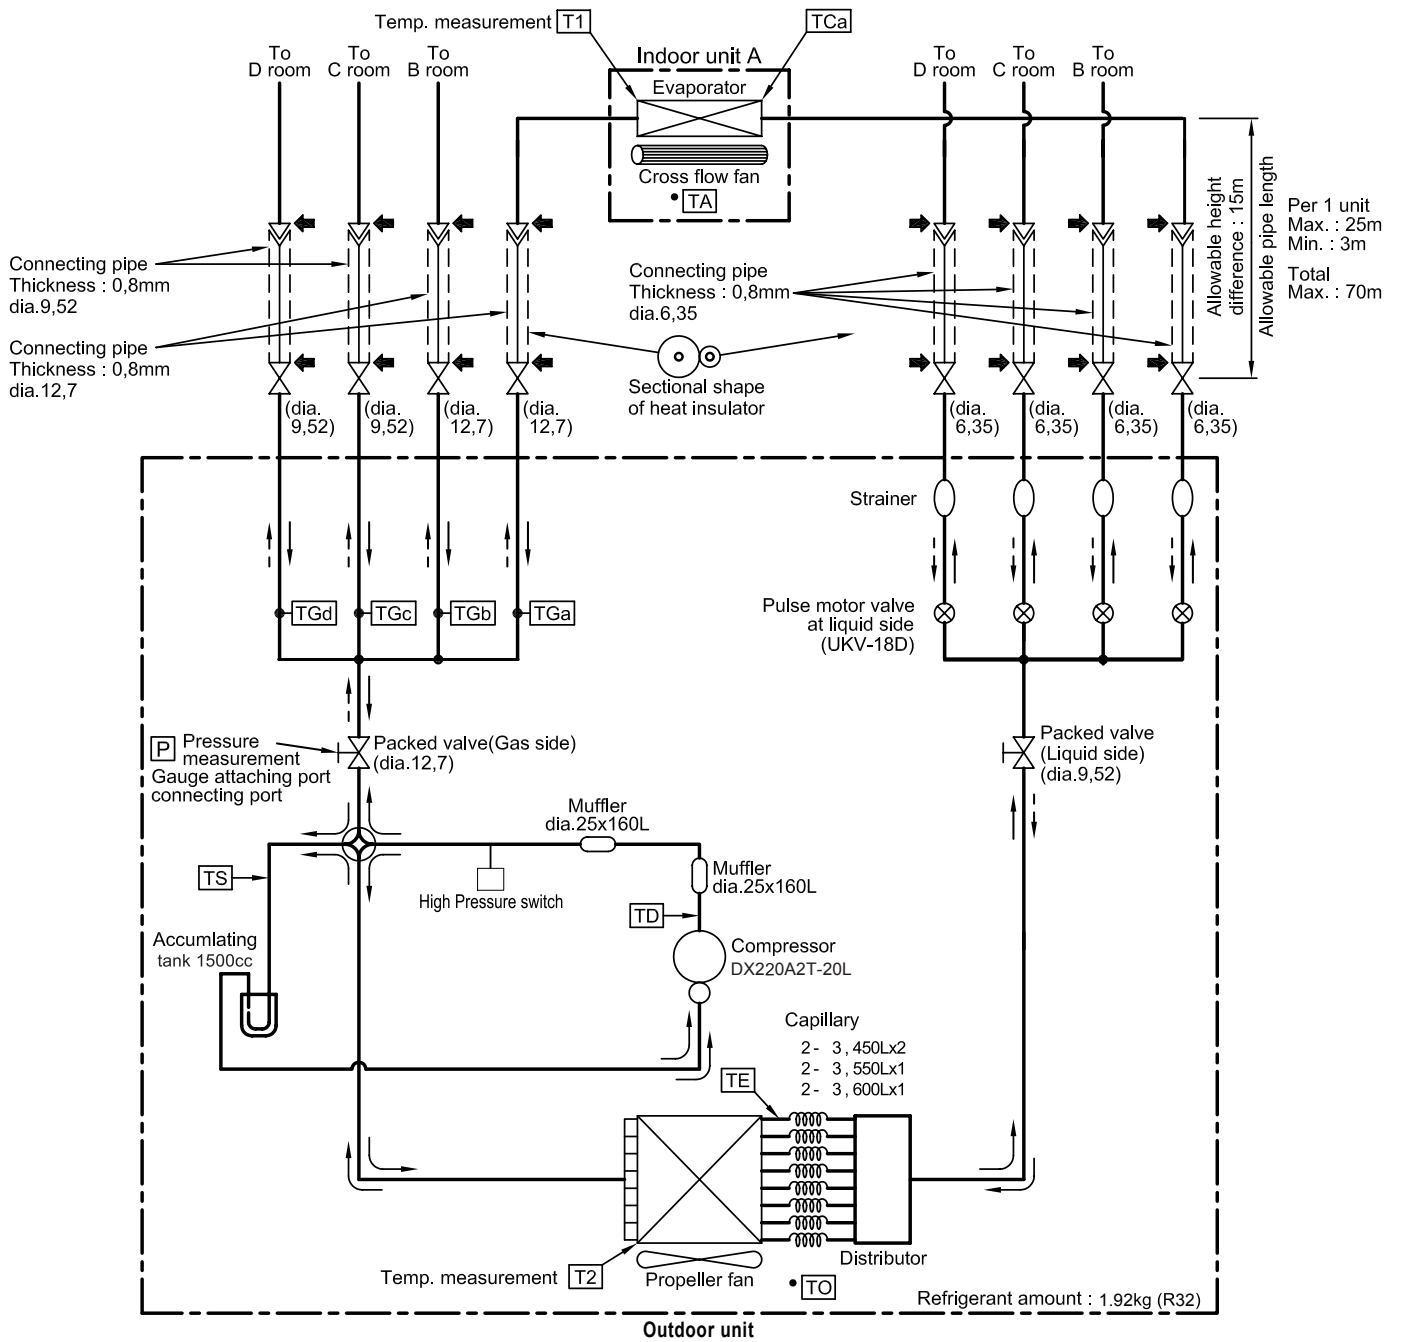 Temp. measurement T1
TCa
To
D room
To
C room
To
B room
Indoor unit A
Evaporator
Cross flow fan
TA
To
D room
To
C room
To
B room
Allowable height
difference : 15m
Allowable pipe length
Per 1 unit
Max. : 25m
Min. : 3m
Total
Max. : 70m
Connecting pipe
Thickness : 0,8mm
dia.9,52
Connecting pipe
Thickness : 0,8mm
dia.12,7
Connecting pipe
Thickness : 0,8mm
dia.6,35
Sectional shape
of heat insulator
(dia.
9,52)
(dia.
9,52)
(dia.
12,7)
(dia.
12,7)
(dia.
6,35)
(dia.
6,35)
(dia.
6,35)
(dia.
6,35)
Strainer
TGd
TGc
TGb
TGa
Pulse motor valve
at liquid side
(UKV-18D)
P Pressure
measurement
Gauge attaching port
connecting port
Packed valve(Gas side)
(dia.12,7)
Packed valve
(Liquid side)
(dia.9,52)
Muffler
dia.25x160L
Muffler
dia.25x160L
TS
High Pressure switch
TD
Accumlating
tank 1500cc
Compressor
DX220A2T-20L
Capillary
2- 3,450Lx2
2- 3,550Lx1
2- 3,600Lx1
TE
Distributor
Temp. measurement T2
Propeller fan
TO
Refrigerant amount : 1.92kg (R32)
Outdoor unit